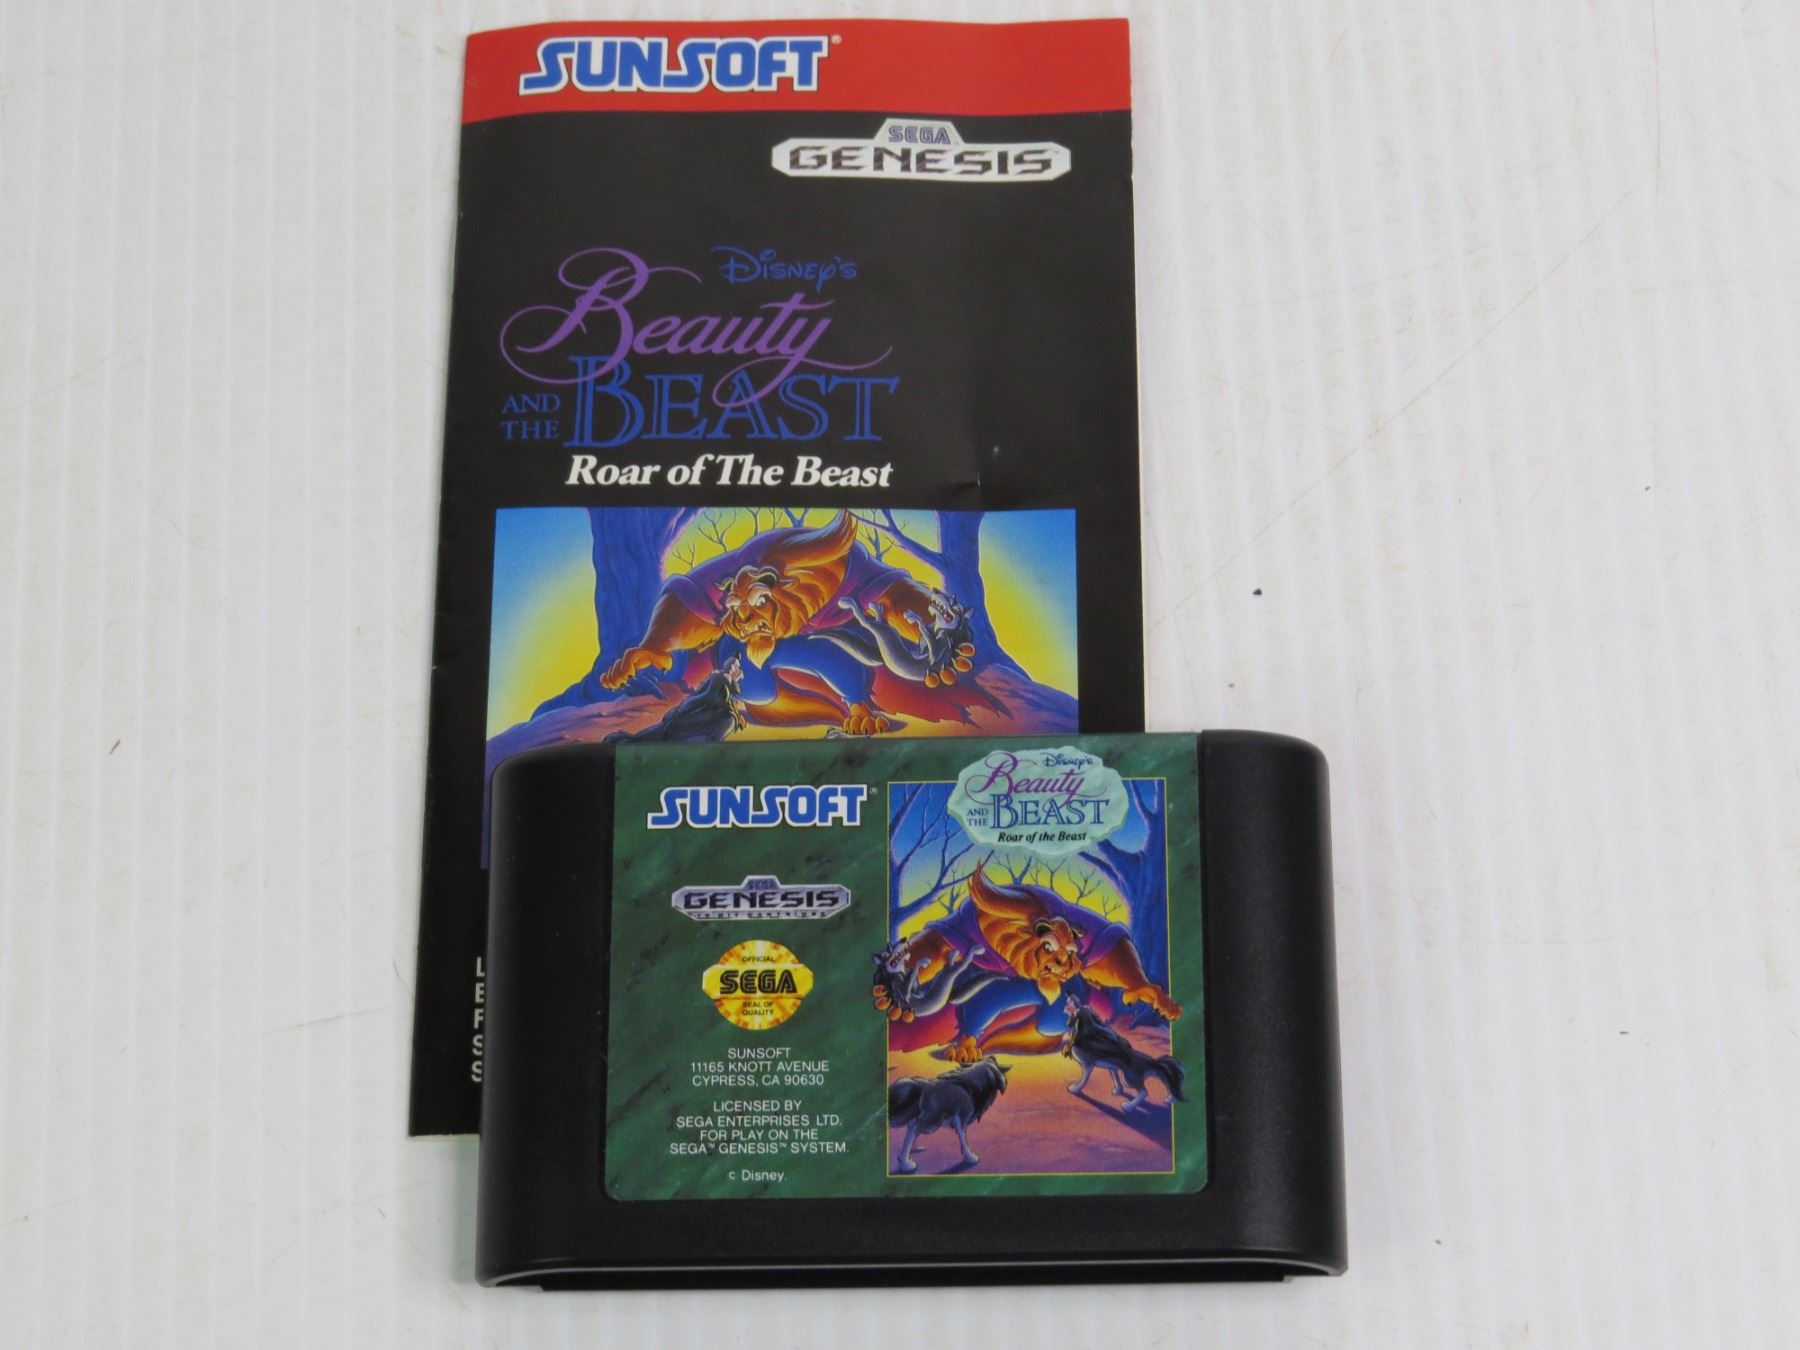 SUNSOFT®
SEGA™
GENESIS™
Disney's
Beauty
AND THE BEAST
Roar of The Beast
Disney's
Beauty
AND THE BEAST
Roar of the Beast
SUNSOFT®
SEGA
GENESIS
OFFICIAL
SEGA
SEAL OF
QUALITY
SUNSOFT
11165 KNOTT AVENUE
CYPRESS, CA 90630
LICENSED BY
SEGA ENTERPRISES LTD.
FOR PLAY ON THE
SEGA™ GENESIS™ SYSTEM.
c Disney.